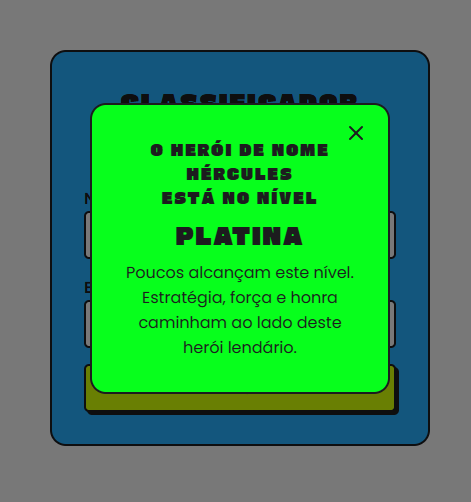 CLASSIFICADOR
O HERÓI DE NOME
HÉRCULES
ESTÁ NO NÍVEL
PLATINA
Poucos alcançam este nível.
Estratégia, força e honra
caminham ao lado deste
herói lendário.